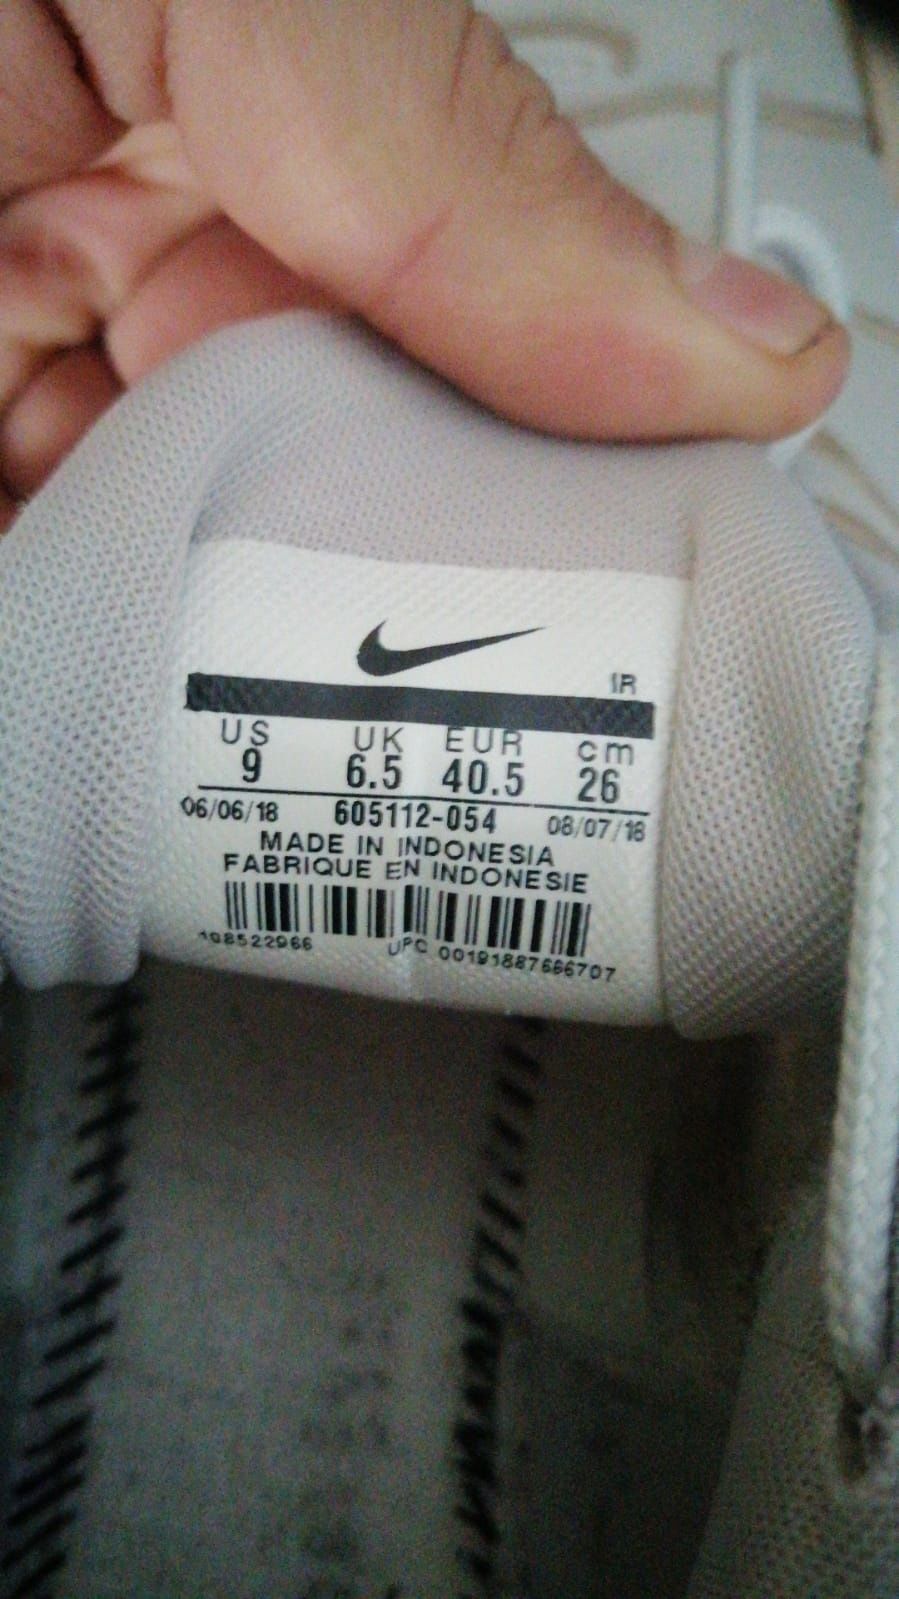 IR
US UK EUR cm
9 6.5 40.5 26
06/06/18 605112-054 08/07/18
MADE IN INDONESIA
FABRIQUE EN INDONESIE
108522966 UPC 00191887666707